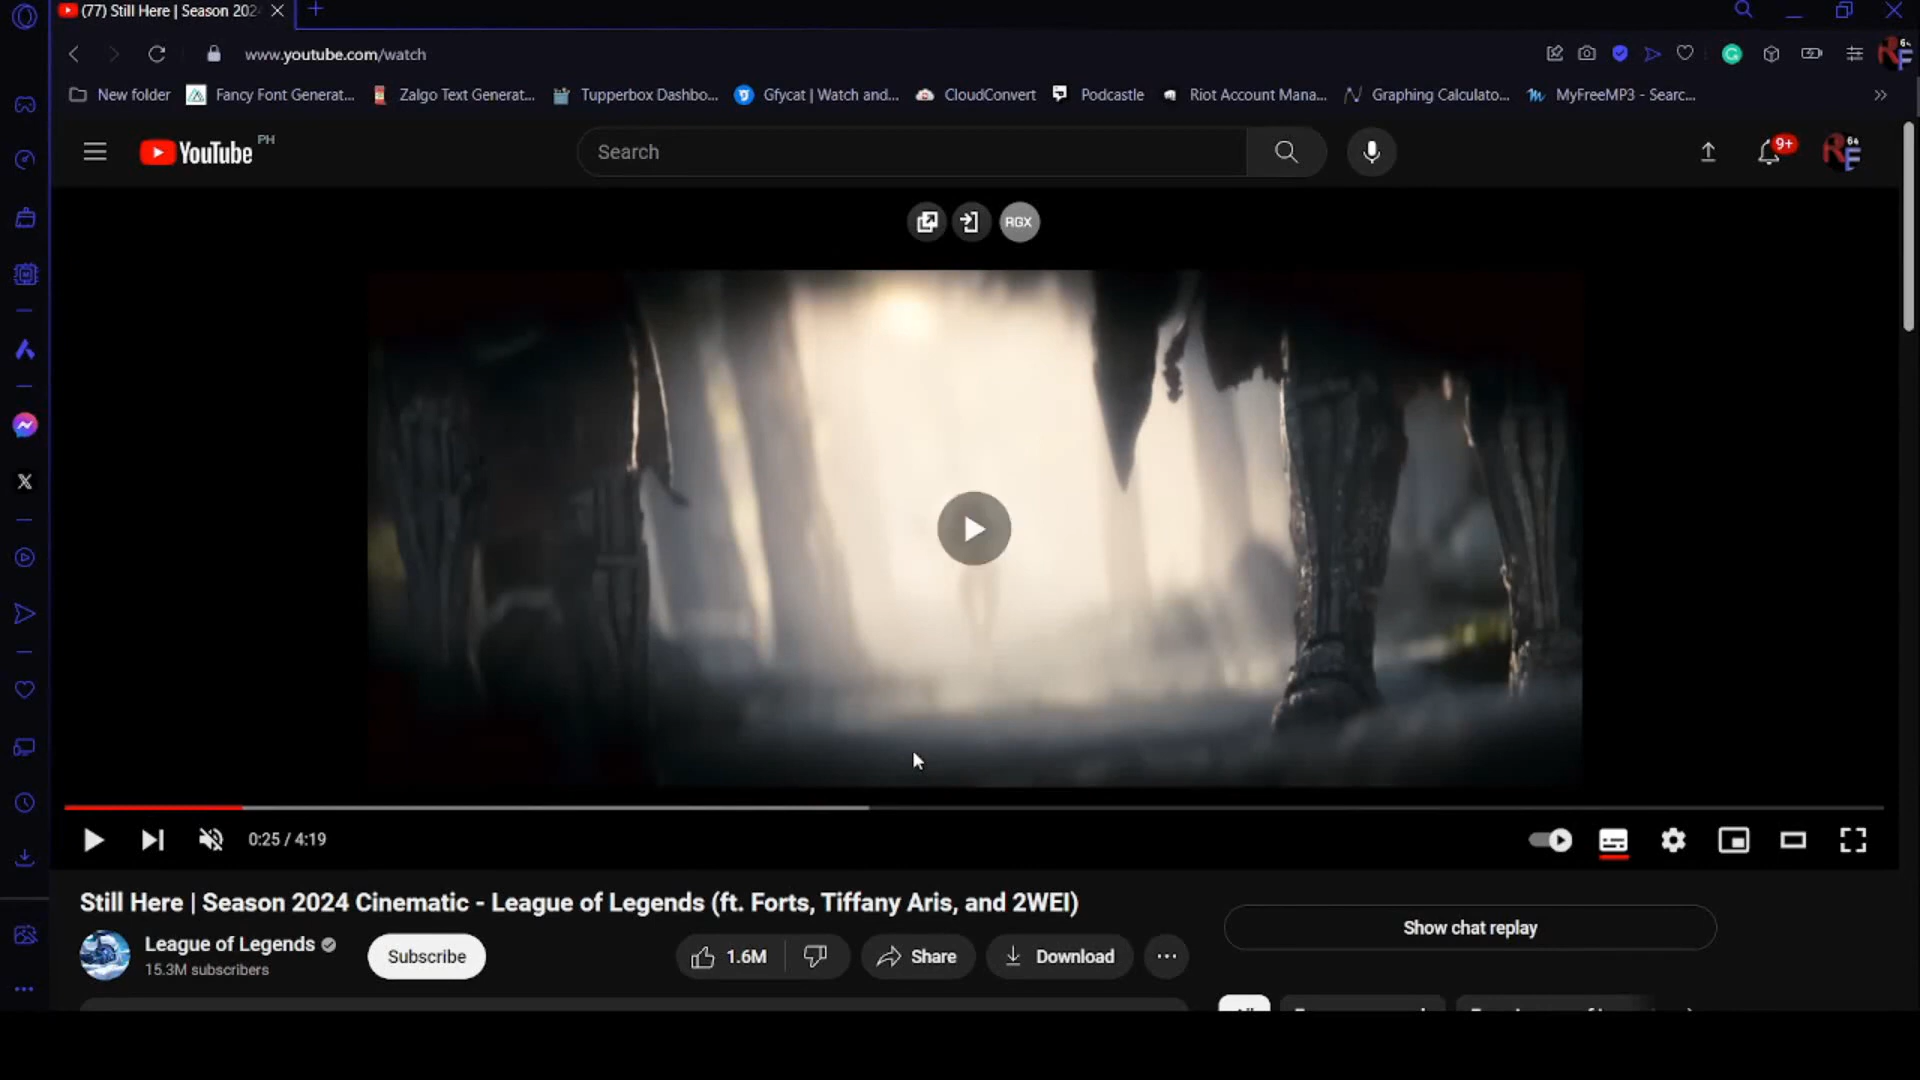 (77) Still Here | Season 202
www.youtube.com/watch
New folder
Fancy Font Generat...
Zalgo Text Generat...
Tupperbox Dashbo...
Gfycat | Watch and...
CloudConvert
Podcastle
Riot Account Mana...
Graphing Calculato...
MyFreeMP3 - Searc...
YouTube PH
Search
9+
RGX
0:25 / 4:19
Still Here | Season 2024 Cinematic - League of Legends (ft. Forts, Tiffany Aris, and 2WEI)
League of Legends
15.3M subscribers
Subscribe
1.6M
Share
Download
Show chat replay